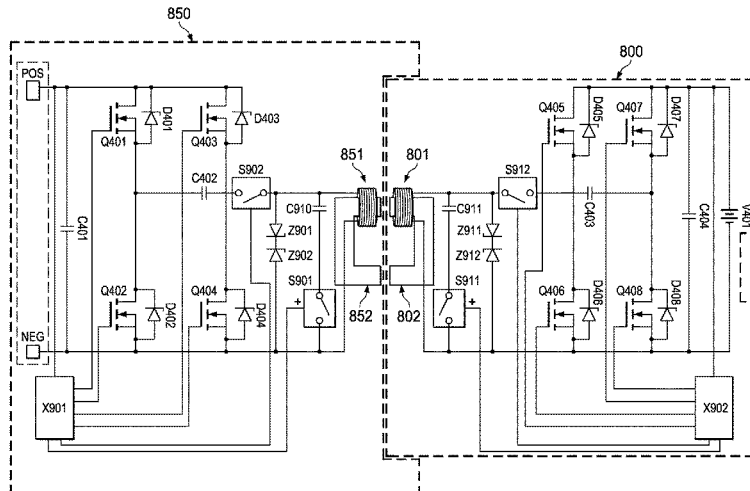 850
800
POS
D401
D403
Q401
Q403
851
801
Q405
D405
Q407
D407
S902
S912
C402
C403
C401
C910
Z901
Z902
C911
Z911
Z912
C404
V401
S901
S911
+
+
Q402
D402
Q404
D404
852
802
Q406
D406
Q408
D408
NEG
X901
X902